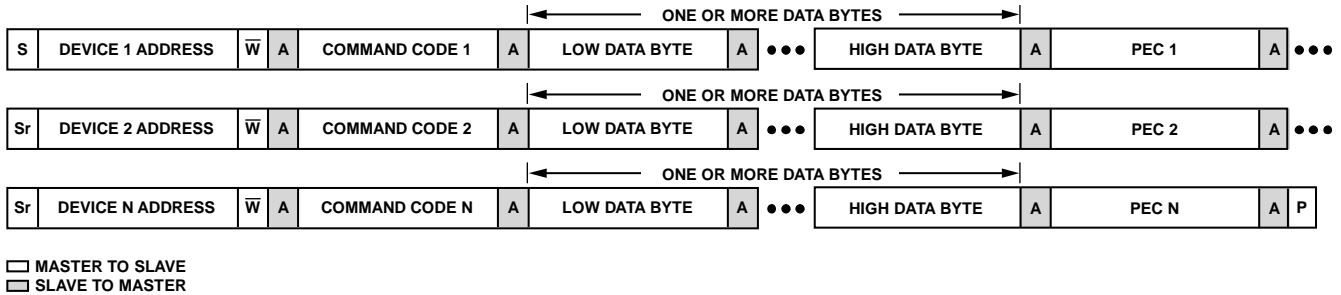 ONE OR MORE DATA BYTES
S DEVICE 1 ADDRESS W̅ A COMMAND CODE 1 A LOW DATA BYTE A ••• HIGH DATA BYTE A PEC 1 A •••
ONE OR MORE DATA BYTES
Sr DEVICE 2 ADDRESS W̅ A COMMAND CODE 2 A LOW DATA BYTE A ••• HIGH DATA BYTE A PEC 2 A •••
ONE OR MORE DATA BYTES
Sr DEVICE N ADDRESS W̅ A COMMAND CODE N A LOW DATA BYTE A ••• HIGH DATA BYTE A PEC N A P
MASTER TO SLAVE
SLAVE TO MASTER